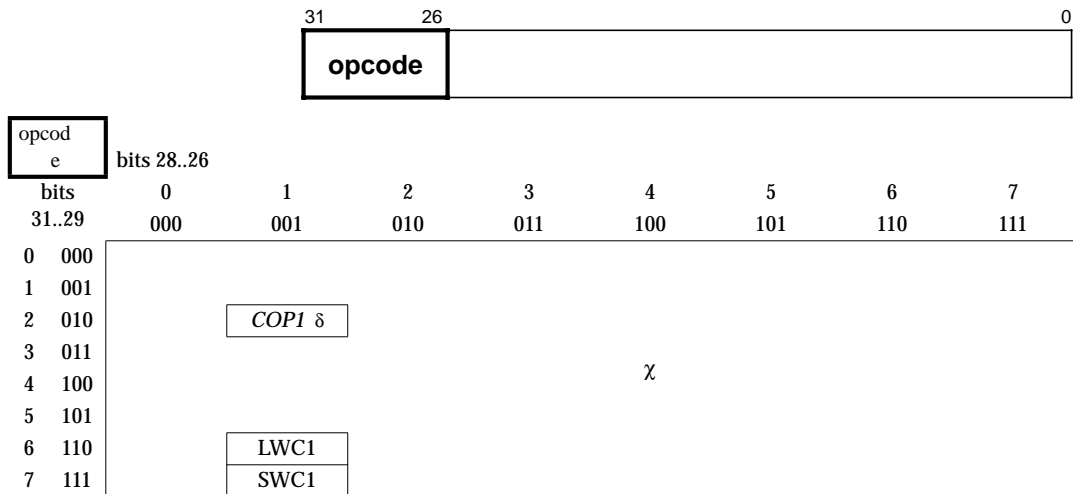 31 26 0
opcode
opcod
e
bits 28..26
bits 0 1 2 3 4 5 6 7
31..29 000 001 010 011 100 101 110 111
0 000
1 001
2 010 COP1 δ
3 011
χ
4 100
5 101
6 110 LWC1
7 111 SWC1